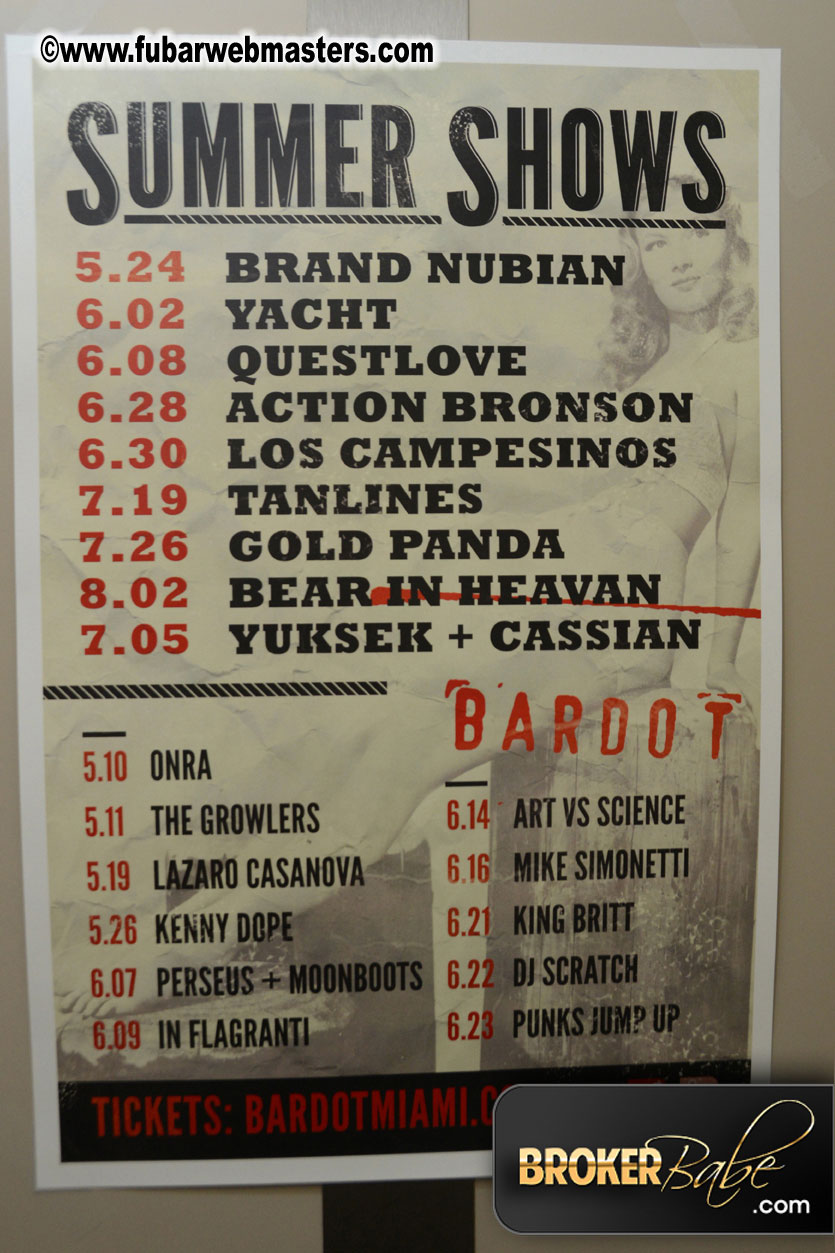 ©www.fubarwebmasters.com
SUMMER SHOWS
5.24 BRAND NUBIAN
6.02 YACHT
6.08 QUESTLOVE
6.28 ACTION BRONSON
6.30 LOS CAMPESINOS
7.19 TANLINES
7.26 GOLD PANDA
8.02 BEAR IN HEAVAN
7.05 YUKSEK + CASSIAN
BARDOT
5.10 ONRA
5.11 THE GROWLERS
5.19 LAZARO CASANOVA
5.26 KENNY DOPE
6.07 PERSEUS + MOONBOOTS
6.09 IN FLAGRANTI
6.14 ART VS SCIENCE
6.16 MIKE SIMONETTI
6.21 KING BRITT
6.22 DJ SCRATCH
6.23 PUNKS JUMP UP
TICKETS: BARDOTMIAMI.C
BROKER Babe
.com